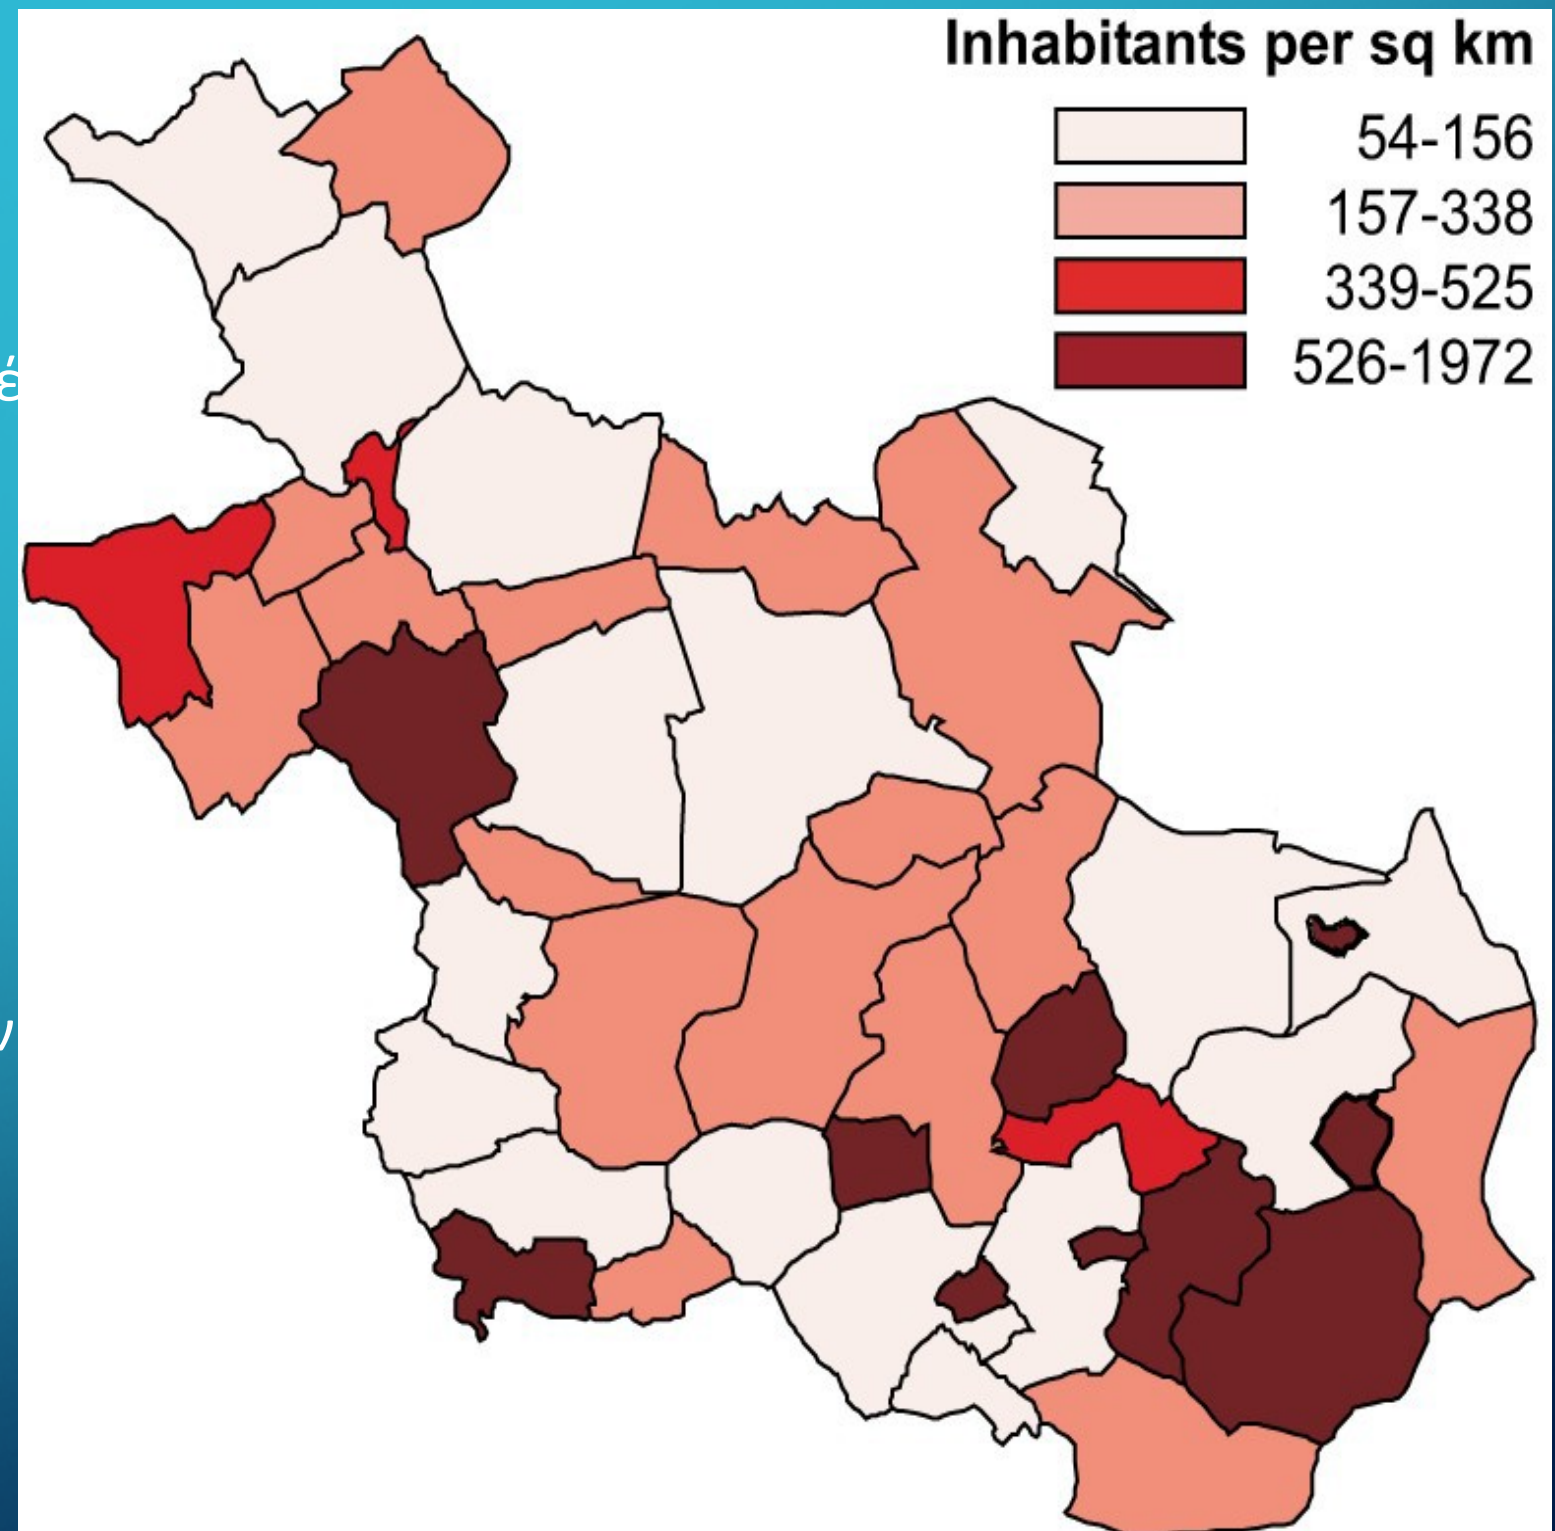 Inhabitants per sq km
54-156
157-338
339-525
526-1972
έ
ν